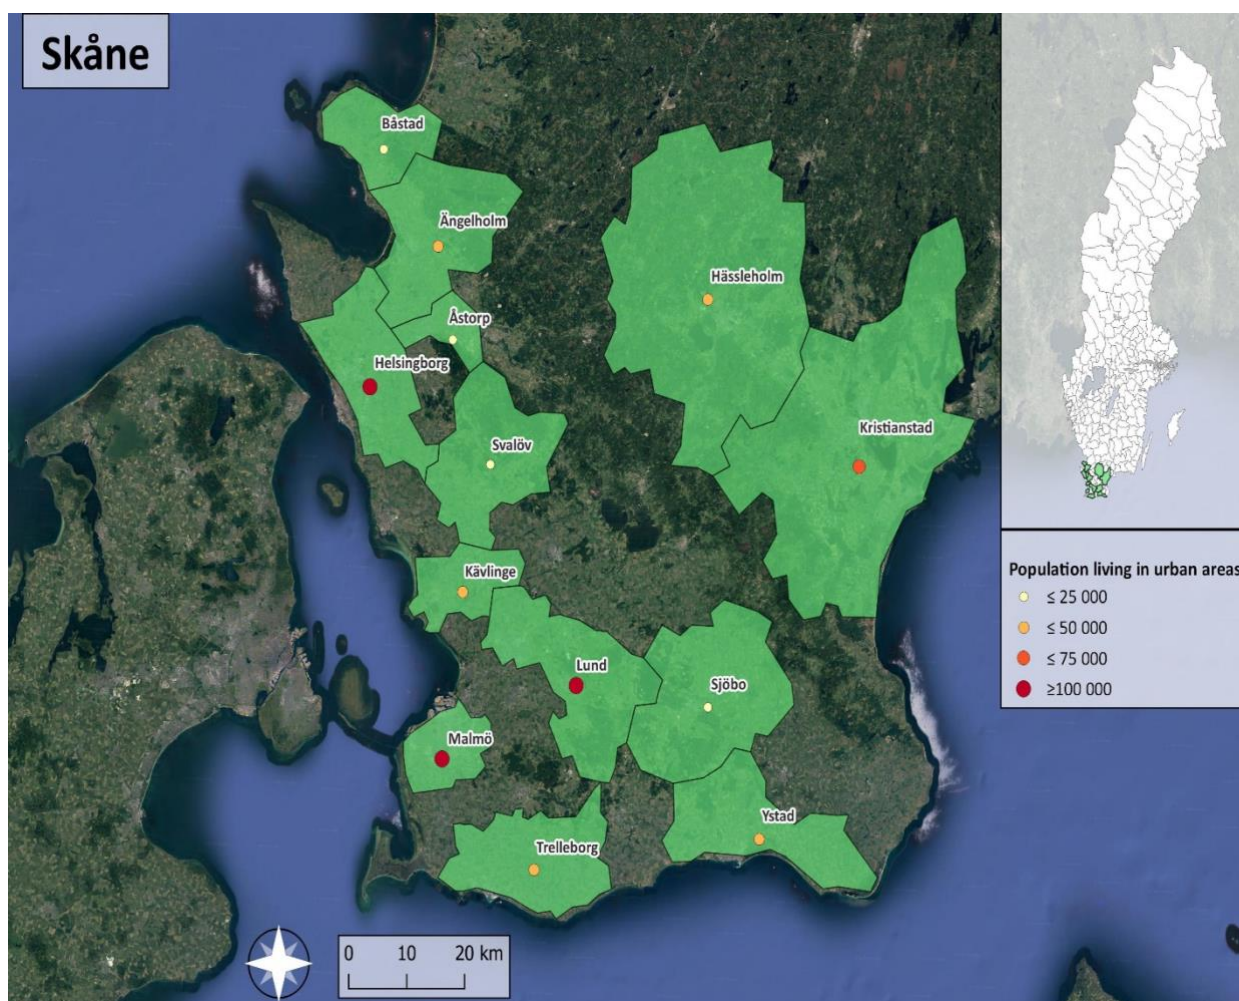 Skåne
Båstad
Ängelholm
Hässleholm
Åstorp
Helsingborg
Kristianstad
Svalöv
Kävlinge
Lund
Sjöbo
Malmö
Ystad
Trelleborg
0 10 20 km
Population living in urban areas
≤ 25 000
≤ 50 000
≤ 75 000
≥100 000